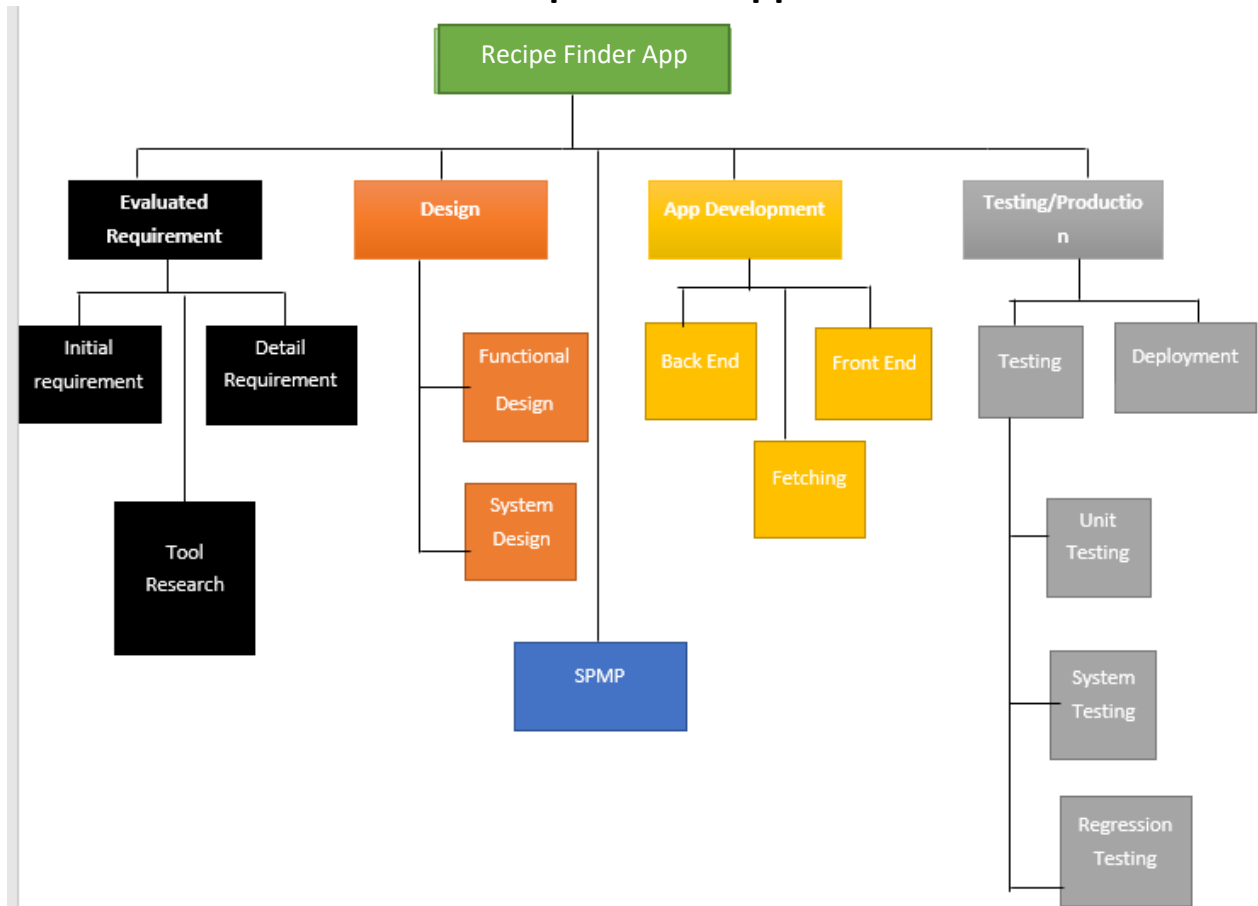 Recipe Finder App
Evaluated
Requirement
Design
App Development
Testing/Productio
n
Initial
requirement
Detail
Requirement
Tool
Research
Functional
Design
System
Design
SPMP
Back End
Front End
Fetching
Testing
Deployment
Unit
Testing
System
Testing
Regression
Testing